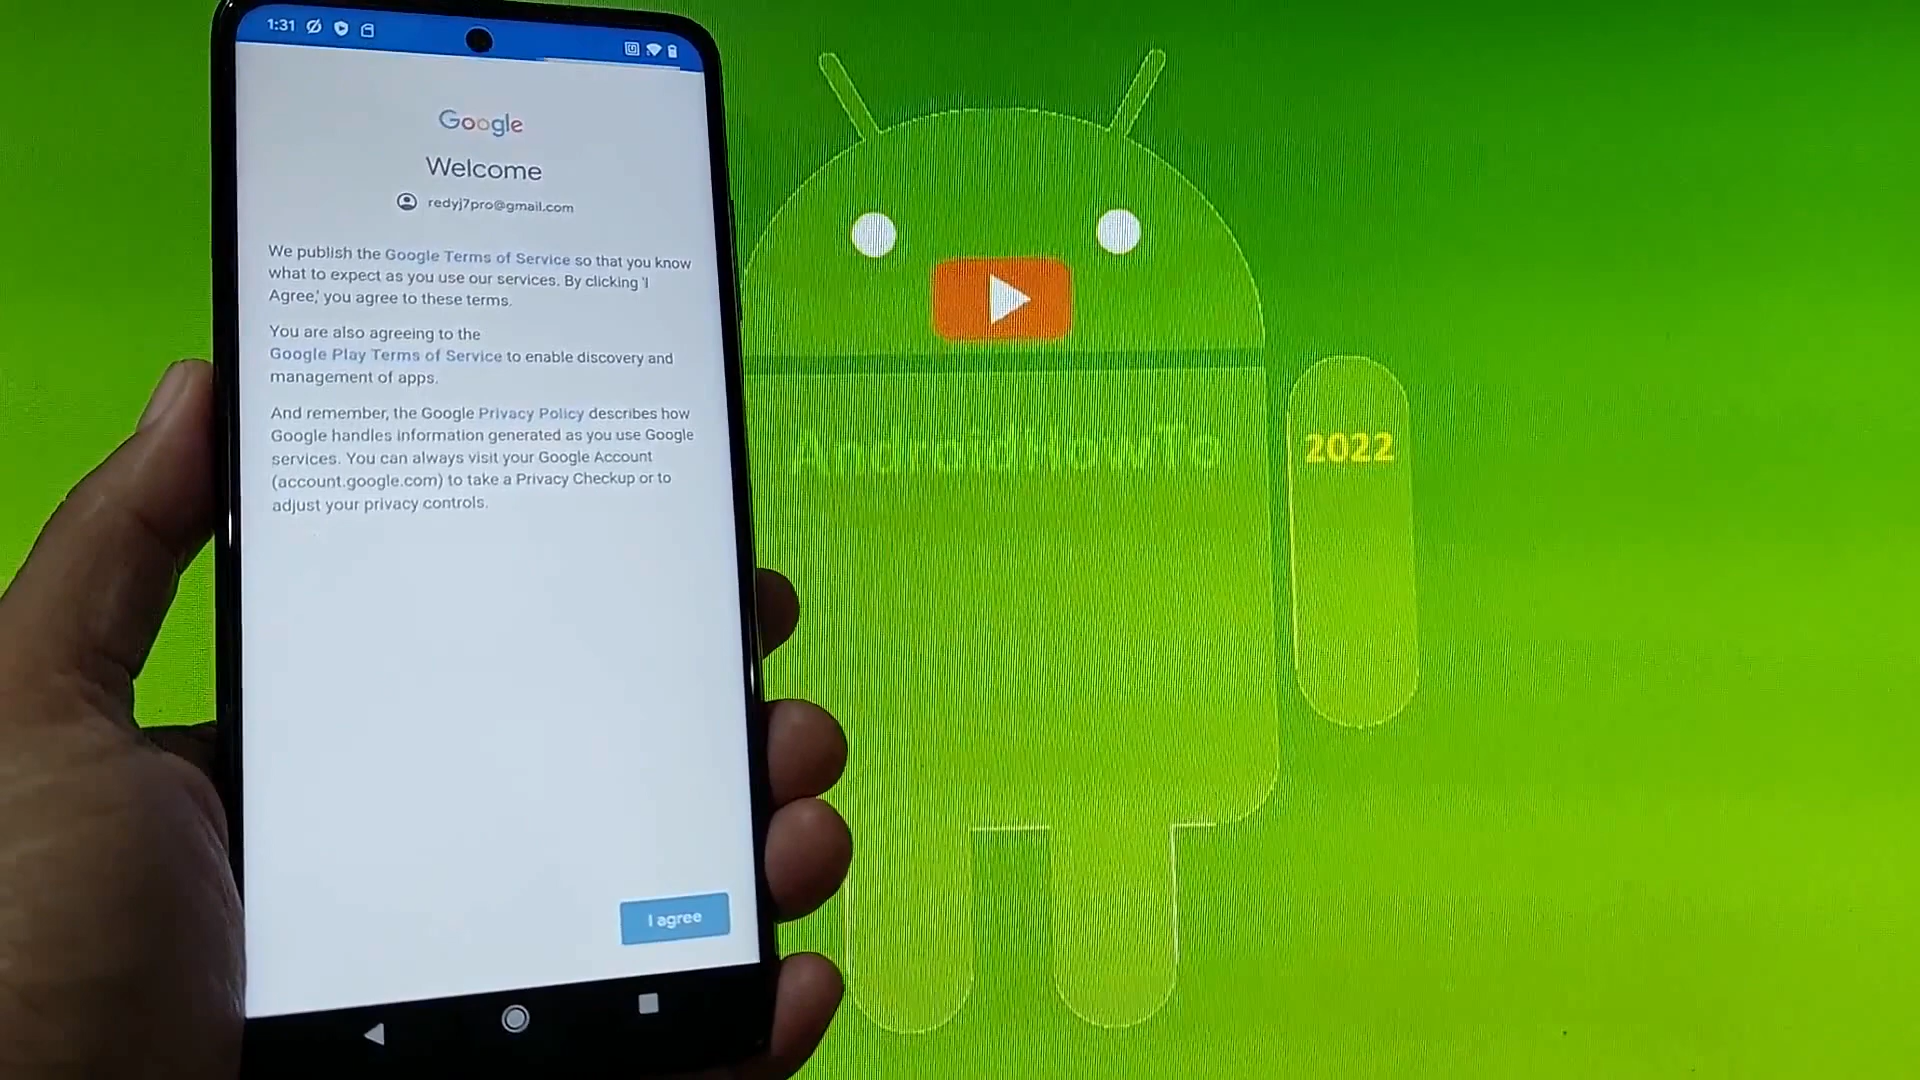 1:31
Google
Welcome
redyj7pro@gmail.com
We publish the Google Terms of Service so that you know
what to expect as you use our services. By clicking 'I
Agree,' you agree to these terms.
You are also agreeing to the
Google Play Terms of Service to enable discovery and
management of apps.
And remember, the Google Privacy Policy describes how
Google handles information generated as you use Google
services. You can always visit your Google Account
(account.google.com) to take a Privacy Checkup or to
adjust your privacy controls.
I agree
AndroidHowTo
2022